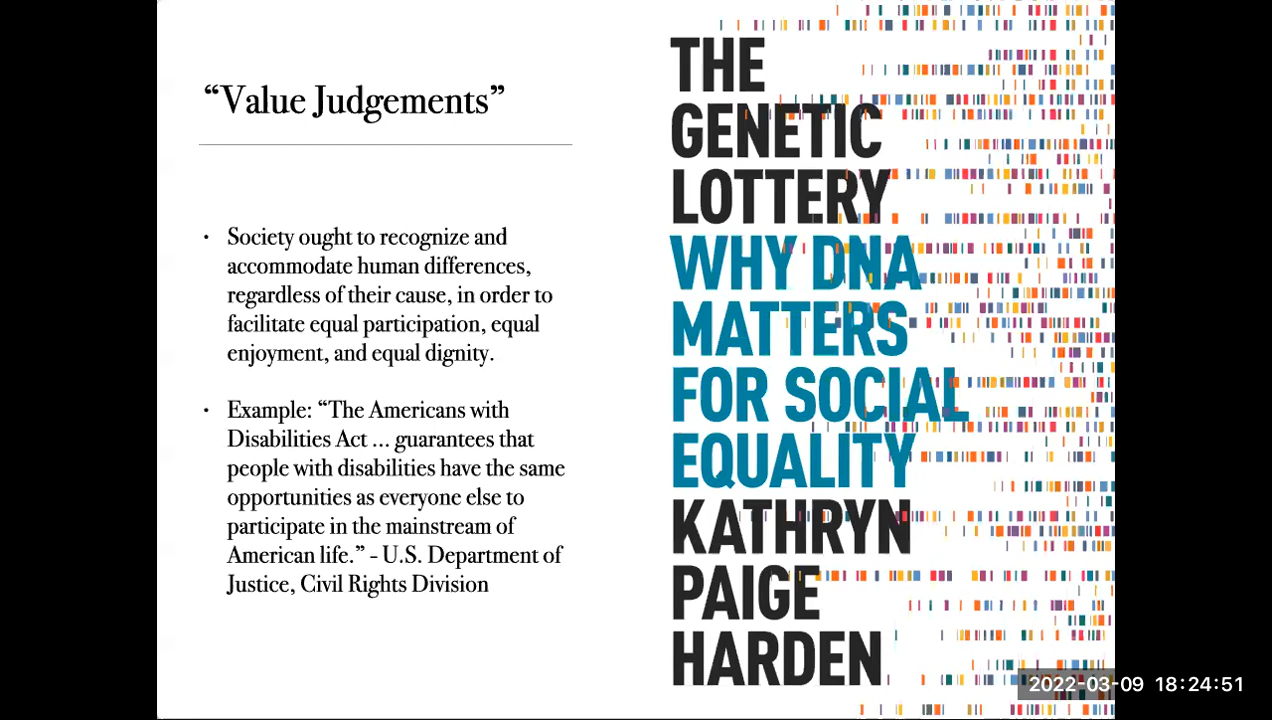 “Value Judgements”
• Society ought to recognize and
accommodate human differences,
regardless of their cause, in order to
facilitate equal participation, equal
enjoyment, and equal dignity.
• Example: “The Americans with
Disabilities Act ... guarantees that
people with disabilities have the same
opportunities as everyone else to
participate in the mainstream of
American life.” - U.S. Department of
Justice, Civil Rights Division
THE
GENETIC
LOTTERY
WHY DNA
MATTERS
FOR SOCIAL
EQUALITY
KATHRYN
PAIGE
HARDEN
2022-03-09 18:24:51